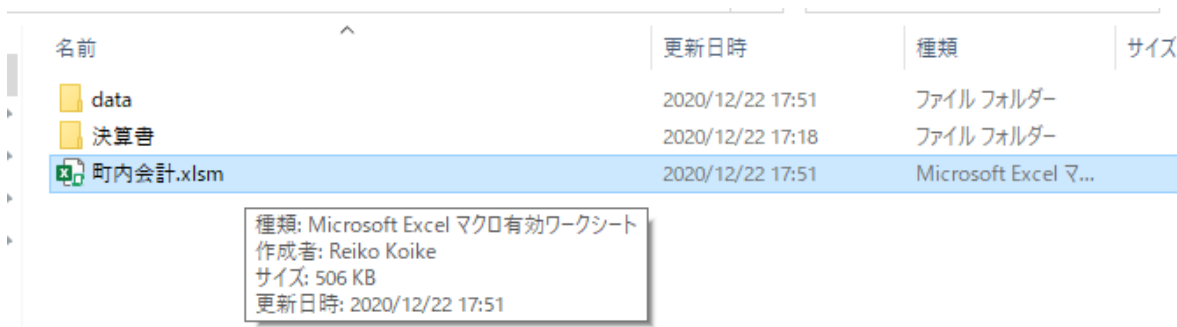 名前 更新日時 種類 サイズ
data 2020/12/22 17:51 ファイル フォルダー
決算書 2020/12/22 17:18 ファイル フォルダー
町内会計.xlsm 2020/12/22 17:51 Microsoft Excel マ...
種類: Microsoft Excel マクロ有効ワークシート
作成者: Reiko Koike
サイズ: 506 KB
更新日時: 2020/12/22 17:51